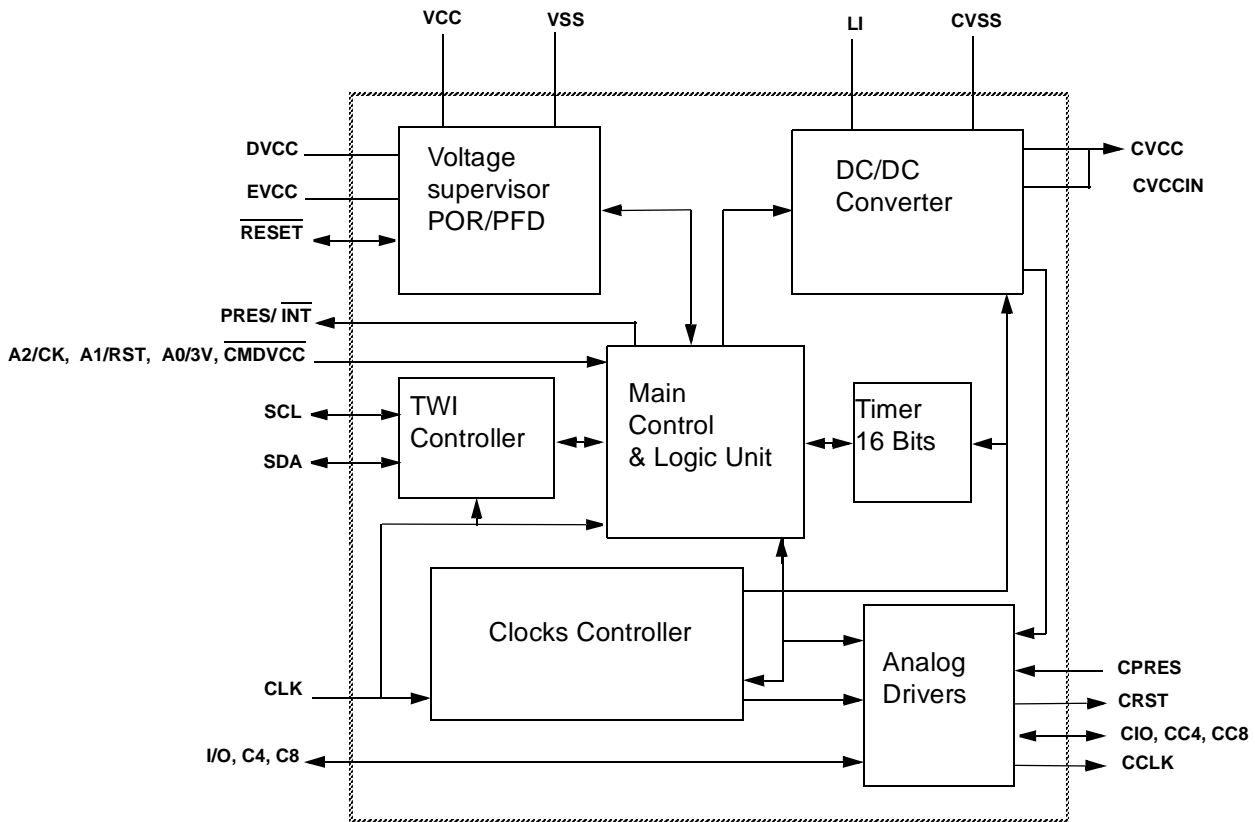 VCC
VSS
LI
CVSS
DVCC
EVCC
RESET
Voltage
supervisor
POR/PFD
DC/DC
Converter
CVCC
CVCCIN
PRES/ INT
A2/CK, A1/RST, A0/3V, CMDVCC
SCL
SDA
TWI
Controller
Main
Control
& Logic Unit
Timer
16 Bits
Clocks Controller
Analog
Drivers
CLK
I/O, C4, C8
CPRES
CRST
CIO, CC4, CC8
CCLK